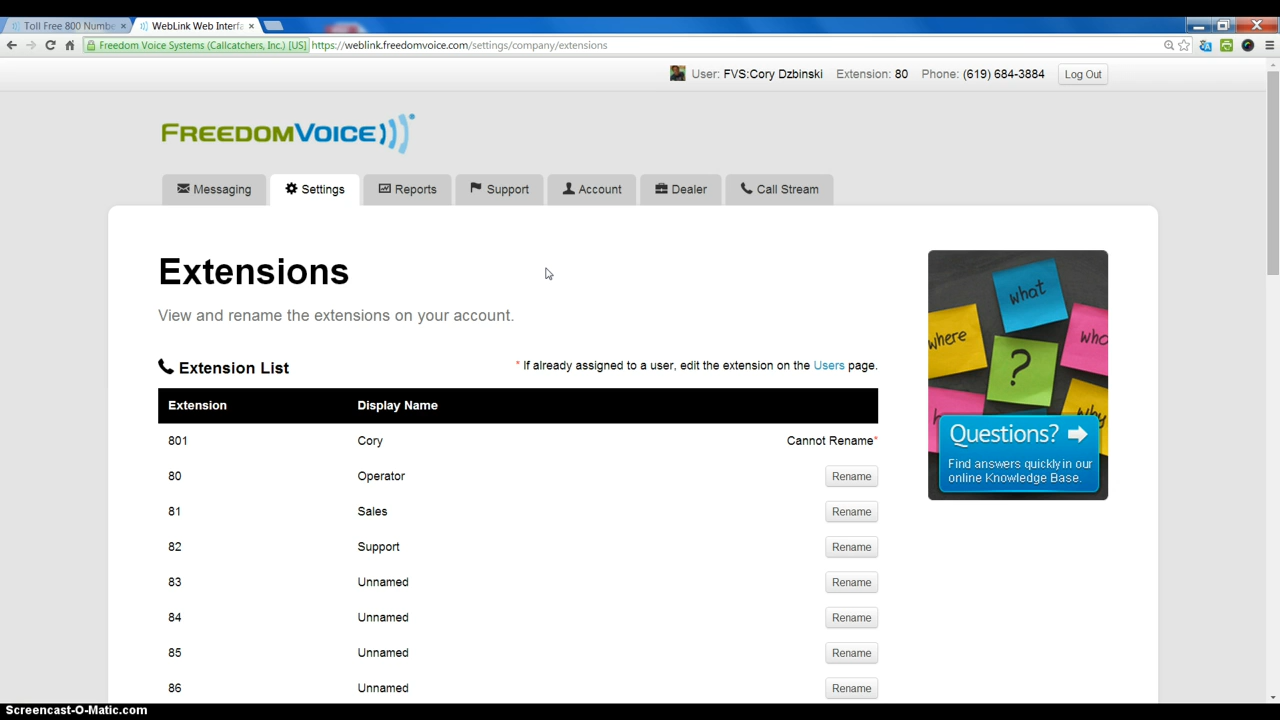 Toll Free 800 Numbe ×
WebLink Web Interfa ×
Freedom Voice Systems (Callcatchers, Inc.) [US] https://weblink.freedomvoice.com/settings/company/extensions
User: FVS:Cory Dzbinski Extension: 80 Phone: (619) 684-3884 Log Out
FREEDOMVOICE
Messaging Settings Reports Support Account Dealer Call Stream
Extensions
View and rename the extensions on your account.
Extension List
* If already assigned to a user, edit the extension on the Users page.
Extension Display Name
801 Cory Cannot Rename*
80 Operator Rename
81 Sales Rename
82 Support Rename
83 Unnamed Rename
84 Unnamed Rename
85 Unnamed Rename
86 Unnamed Rename
what
where
who
?
why
Questions?
Find answers quickly in our
online Knowledge Base.
Screencast-O-Matic.com